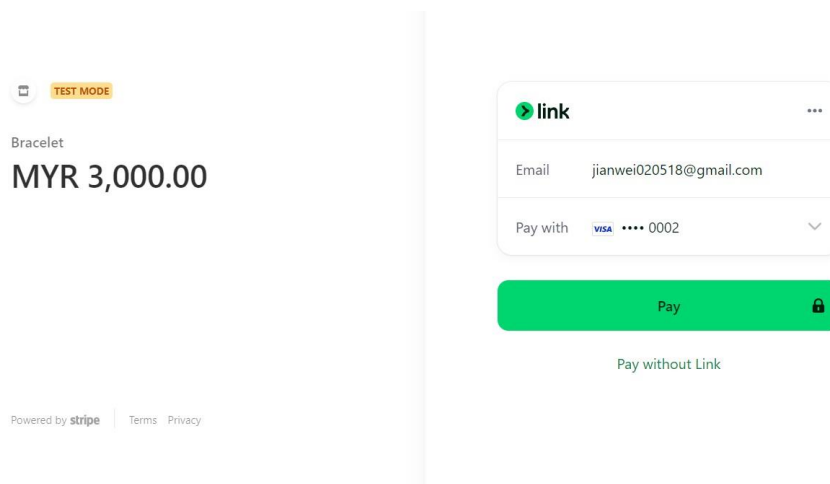 TEST MODE
Bracelet
MYR 3,000.00
Powered by stripe
Terms Privacy
link
Email jianwei020518@gmail.com
Pay with VISA •••• 0002
Pay
Pay without Link